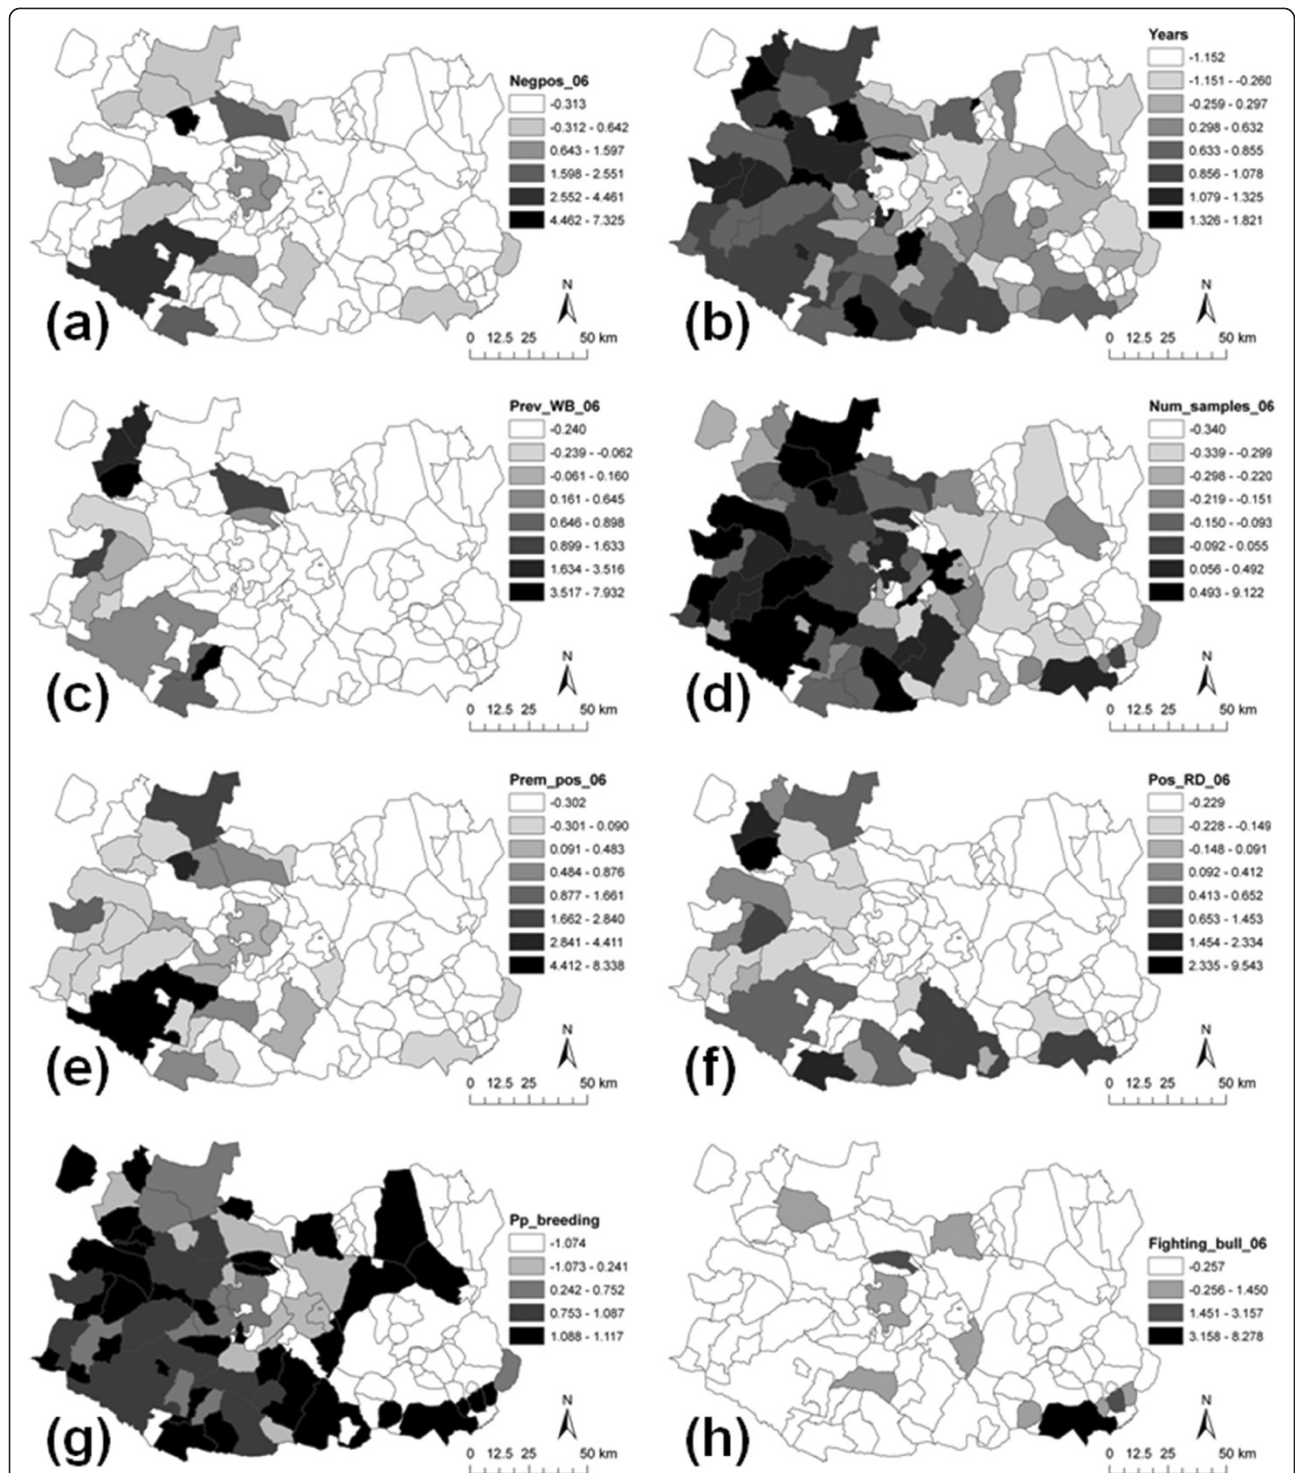 Negpos_06
-0.313
-0.312 - 0.642
0.643 - 1.597
1.598 - 2.551
2.552 - 4.461
4.462 - 7.325
N
(a)
0 12.5 25 50 km
Years
-1.152
-1.151 - -0.260
-0.259 - 0.297
0.298 - 0.632
0.633 - 0.855
0.856 - 1.078
1.079 - 1.325
1.326 - 1.821
N
(b)
0 12.5 25 50 km
Prev_WB_06
-0.240
-0.239 - -0.062
-0.061 - 0.160
0.161 - 0.645
0.646 - 0.898
0.899 - 1.633
1.634 - 3.516
3.517 - 7.932
N
(c)
0 12.5 25 50 km
Num_samples_06
-0.340
-0.339 - -0.299
-0.298 - -0.220
-0.219 - -0.151
-0.150 - -0.093
-0.092 - 0.055
0.056 - 0.492
0.493 - 9.122
N
(d)
0 12.5 25 50 km
Prem_pos_06
-0.302
-0.301 - 0.090
0.091 - 0.483
0.484 - 0.876
0.877 - 1.661
1.662 - 2.840
2.841 - 4.411
4.412 - 8.338
N
(e)
0 12.5 25 50 km
Pos_RD_06
-0.229
-0.228 - -0.149
-0.148 - 0.091
0.092 - 0.412
0.413 - 0.652
0.653 - 1.453
1.454 - 2.334
2.335 - 9.543
N
(f)
0 12.5 25 50 km
Pp_breeding
-1.074
-1.073 - 0.241
0.242 - 0.752
0.753 - 1.087
1.088 - 1.117
N
(g)
0 12.5 25 50 km
Fighting_bull_06
-0.257
-0.256 - 1.450
1.451 - 3.157
3.158 - 8.278
N
(h)
0 12.5 25 50 km